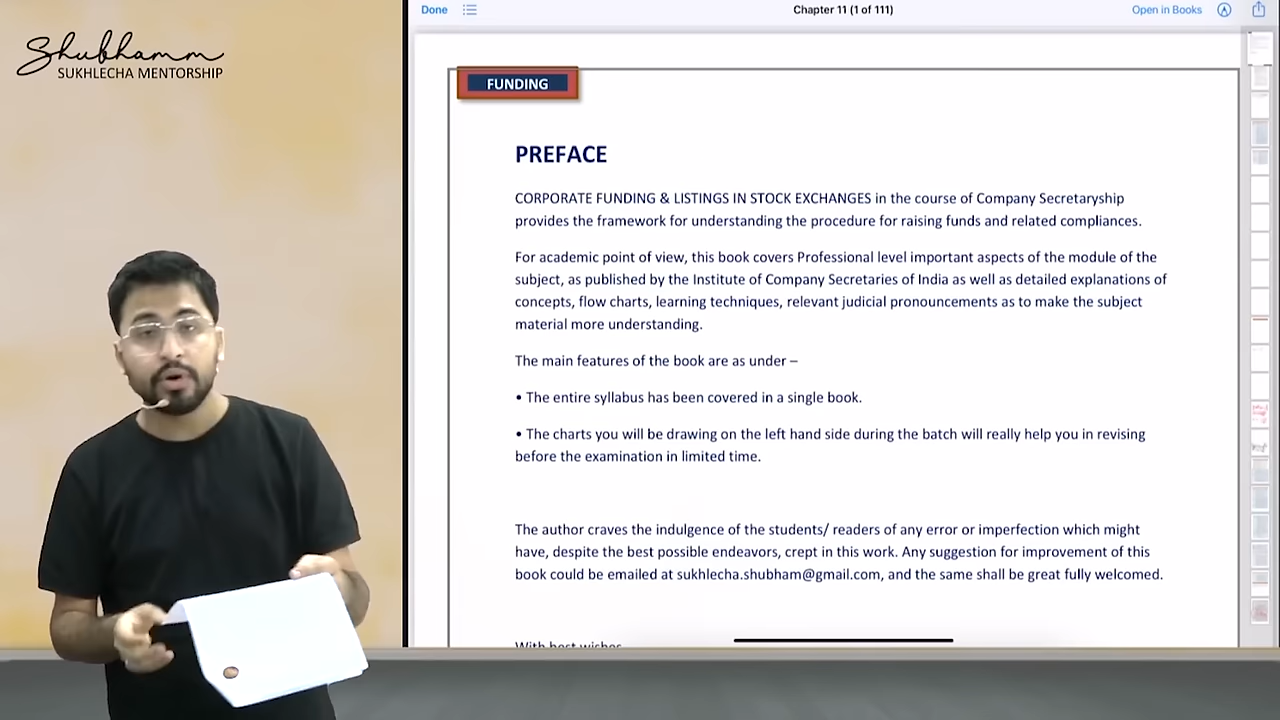 Shubhamm
SUKHLECHA MENTORSHIP
Done
Chapter 11 (1 of 111)
Open in Books
FUNDING
PREFACE
CORPORATE FUNDING & LISTINGS IN STOCK EXCHANGES in the course of Company Secretaryship
provides the framework for understanding the procedure for raising funds and related compliances.
For academic point of view, this book covers Professional level important aspects of the module of the
subject, as published by the Institute of Company Secretaries of India as well as detailed explanations of
concepts, flow charts, learning techniques, relevant judicial pronouncements as to make the subject
material more understanding.
The main features of the book are as under –
• The entire syllabus has been covered in a single book.
• The charts you will be drawing on the left hand side during the batch will really help you in revising
before the examination in limited time.
The author craves the indulgence of the students/ readers of any error or imperfection which might
have, despite the best possible endeavors, crept in this work. Any suggestion for improvement of this
book could be emailed at sukhlecha.shubham@gmail.com, and the same shall be great fully welcomed.
With best wishes